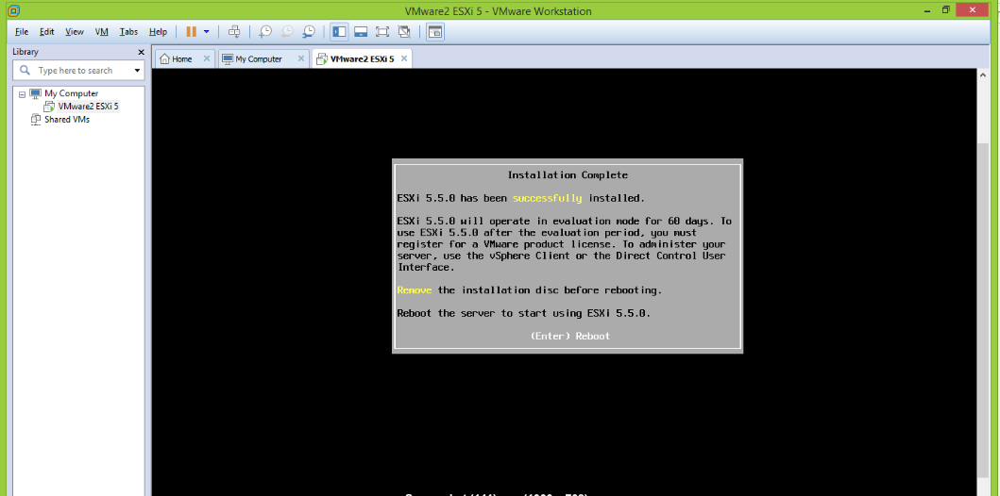 VMware2 ESXi 5 - VMware Workstation
File Edit View VM Tabs Help
Library
Type here to search
My Computer
VMware2 ESXi 5
Shared VMs
Home
My Computer
VMware2 ESXi 5
Installation Complete
ESXi 5.5.0 has been successfully installed.
ESXi 5.5.0 will operate in evaluation mode for 60 days. To
use ESXi 5.5.0 after the evaluation period, you must
register for a VMware product license. To administer your
server, use the vSphere Client or the Direct Control User
Interface.
Remove the installation disc before rebooting.
Reboot the server to start using ESXi 5.5.0.
(Enter) Reboot